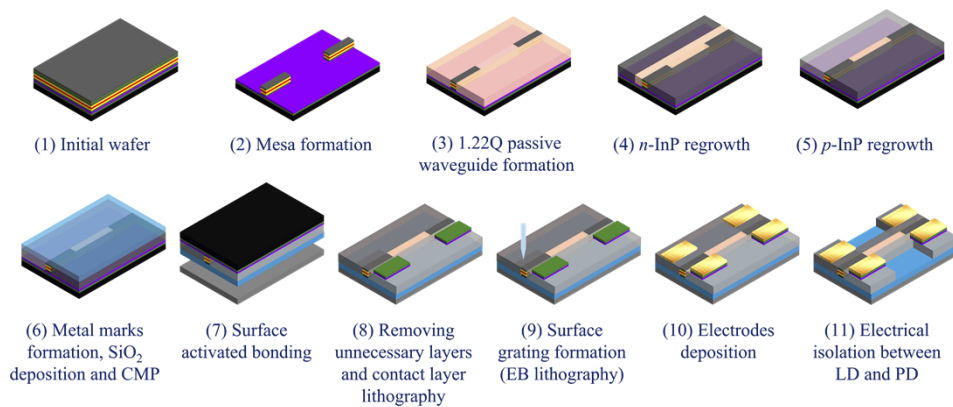 (1) Initial wafer
(2) Mesa formation
(3) 1.22Q passive
waveguide formation
(4) n-InP regrowth
(5) p-InP regrowth
(6) Metal marks
formation, SiO₂
deposition and CMP
(7) Surface
activated bonding
(8) Removing
unnecessary layers
and contact layer
lithography
(9) Surface
grating formation
(EB lithography)
(10) Electrodes
deposition
(11) Electrical
isolation between
LD and PD